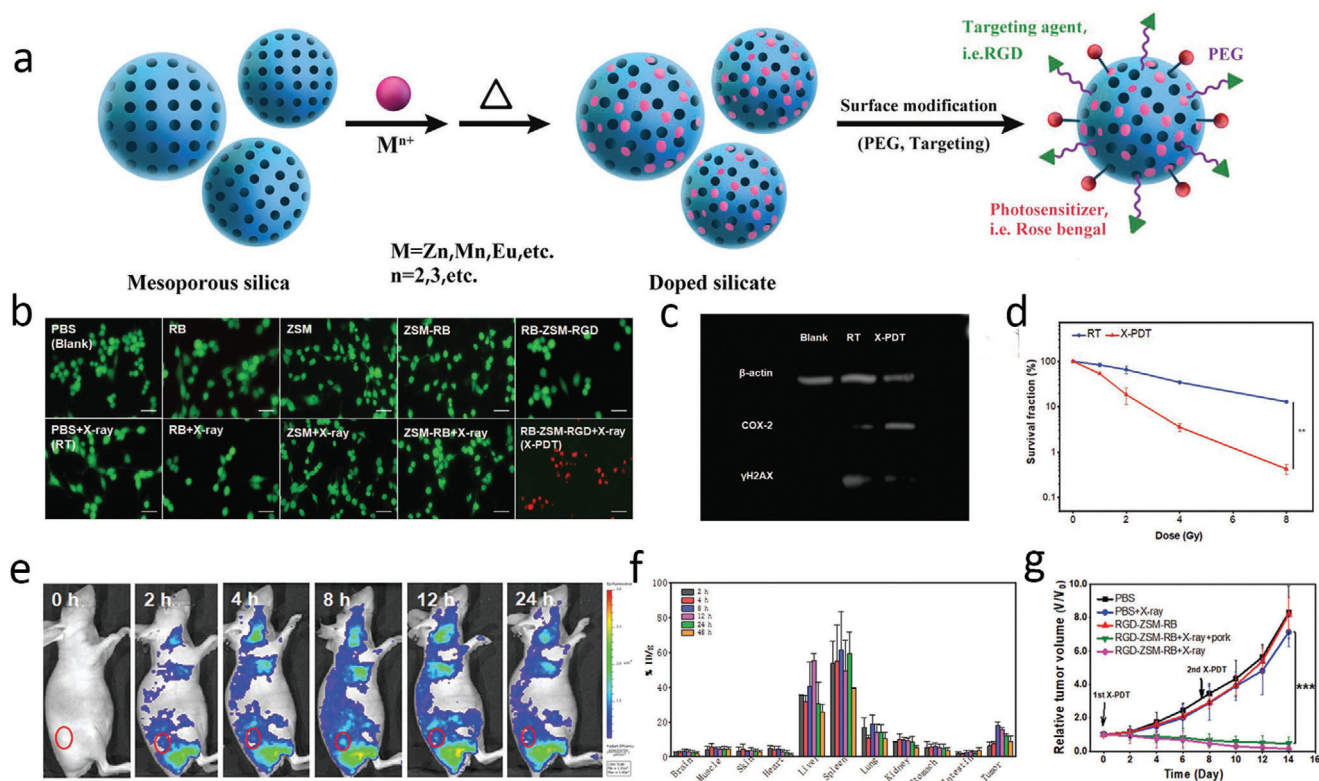 a
Targeting agent,
i.e.RGD
PEG
Mⁿ⁺
Surface modification
(PEG, Targeting)
Photosensitizer,
i.e. Rose bengal
M=Zn,Mn,Eu,etc.
n=2,3,etc.
Mesoporous silica
Doped silicate
b
PBS
(Blank)
RB
ZSM
ZSM-RB
RB-ZSM-RGD
PBS+X-ray
(RT)
RB+X-ray
ZSM+X-ray
ZSM-RB+X-ray
RB-ZSM-RGD+X-ray
(X-PDT)
c
Blank RT X-PDT
β-actin
COX-2
γH2AX
d
RT X-PDT
Survival fraction (%)
100
10
1
0.1
**
0 2 4 6 8
Dose (Gy)
e
0 h 2 h 4 h 8 h 12 h 24 h
f
% ID/g
100
80
60
40
20
0
2 h
4 h
8 h
12 h
24 h
48 h
Brain Muscle Skin Heart Liver Spleen Lung Kidney Stomach Intestine Tumor
g
Relative tumor volume (V/V₀)
10.0
8.0
6.0
4.0
2.0
0.0
PBS
PBS+X-ray
RGD-ZSM-RB
RGD-ZSM-RB+X-ray+pork
RGD-ZSM-RB+X-ray
1st X-PDT
2nd X-PDT
***
0 2 4 6 8 10 12 14
Time (Day)